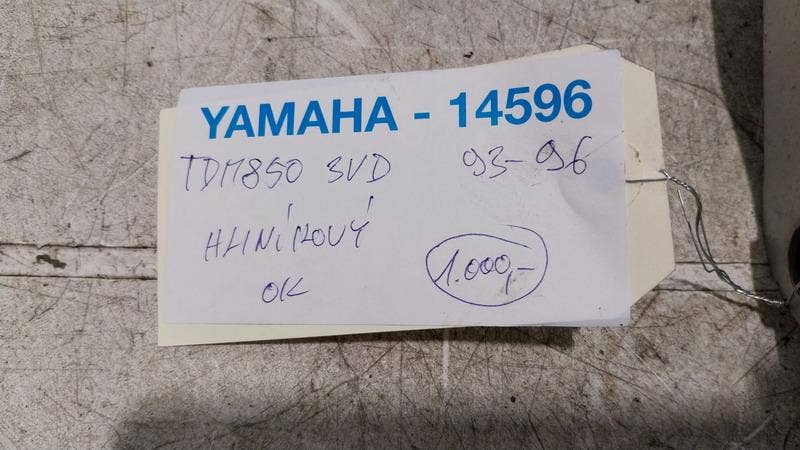 YAMAHA - 14596
TDM850 3VD 93-96
HLINÍKOVÝ
OK 1.000,-